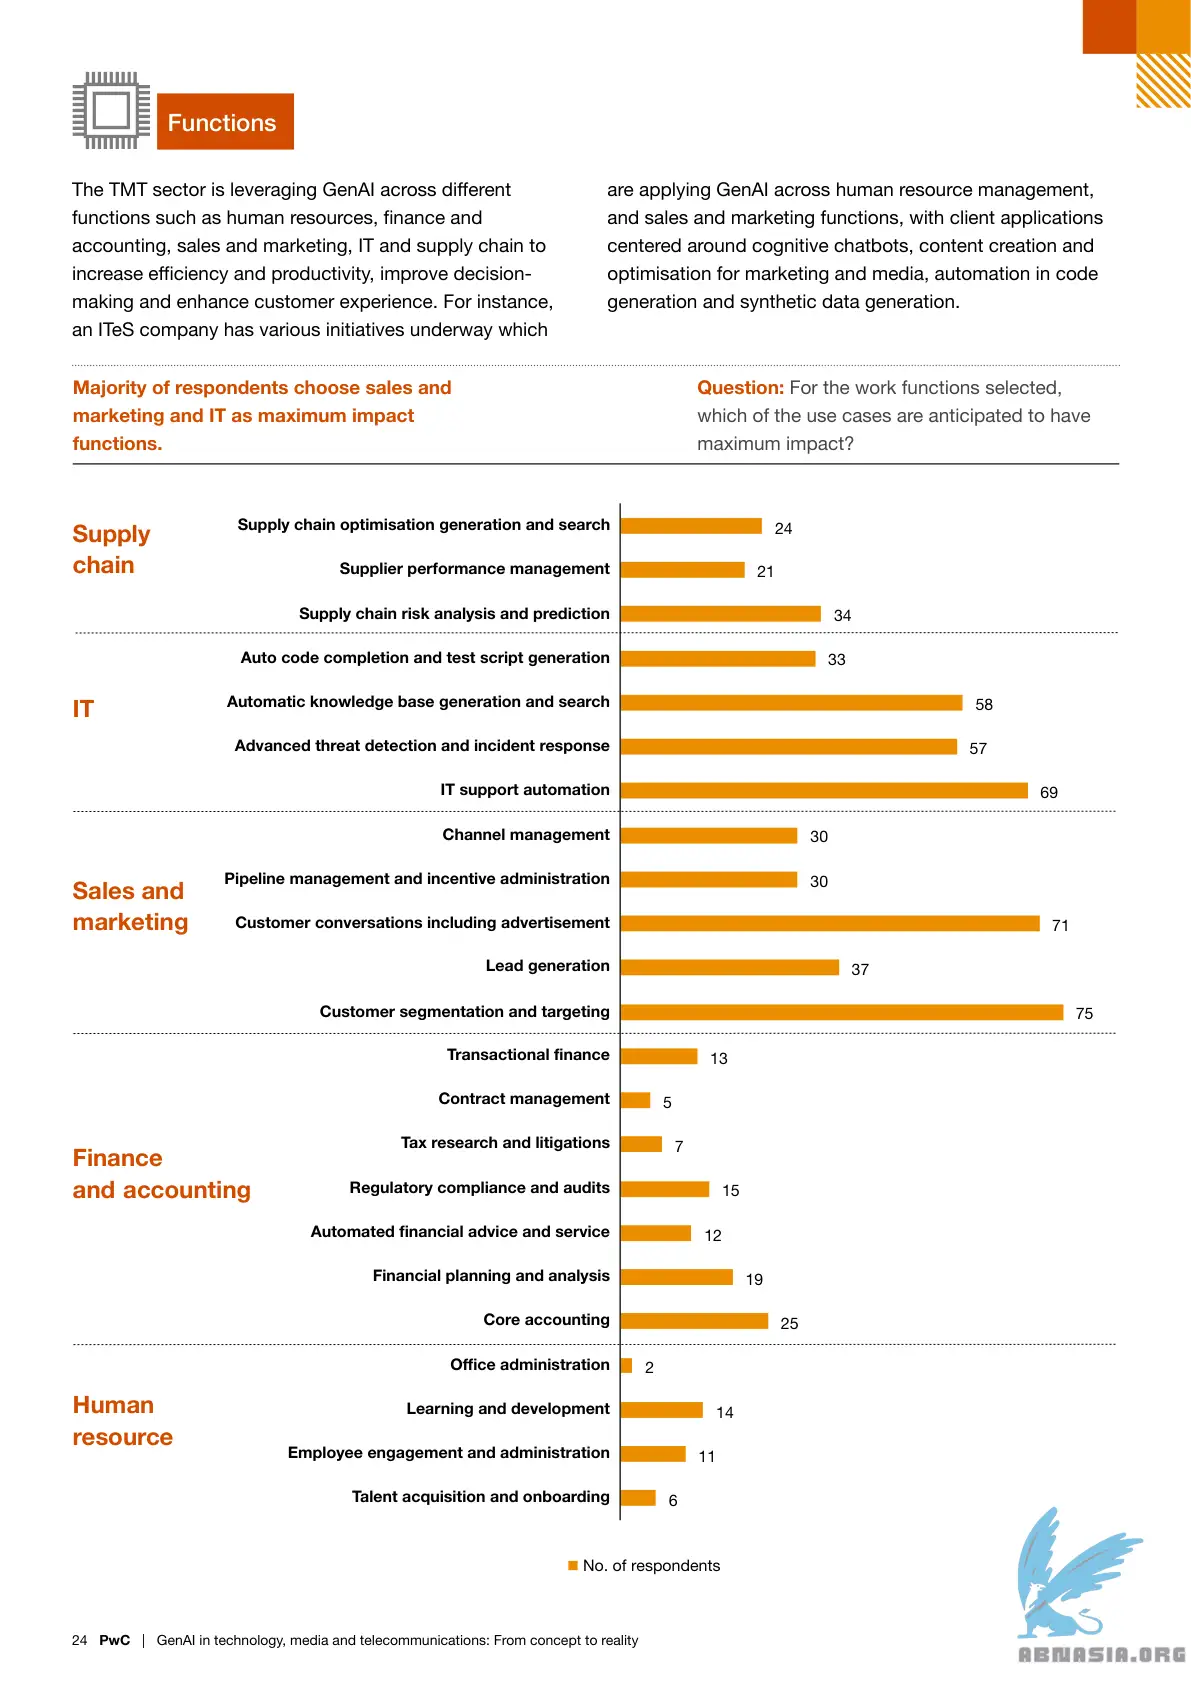 Functions
The TMT sector is leveraging GenAI across different
functions such as human resources, finance and
accounting, sales and marketing, IT and supply chain to
increase efficiency and productivity, improve decision-
making and enhance customer experience. For instance,
an ITeS company has various initiatives underway which
are applying GenAI across human resource management,
and sales and marketing functions, with client applications
centered around cognitive chatbots, content creation and
optimisation for marketing and media, automation in code
generation and synthetic data generation.
Majority of respondents choose sales and
marketing and IT as maximum impact
functions.
Question: For the work functions selected,
which of the use cases are anticipated to have
maximum impact?
Supply
chain
Supply chain optimisation generation and search 24
Supplier performance management 21
Supply chain risk analysis and prediction 34
IT
Auto code completion and test script generation 33
Automatic knowledge base generation and search 58
Advanced threat detection and incident response 57
IT support automation 69
Sales and
marketing
Channel management 30
Pipeline management and incentive administration 30
Customer conversations including advertisement 71
Lead generation 37
Customer segmentation and targeting 75
Finance
and accounting
Transactional finance 13
Contract management 5
Tax research and litigations 7
Regulatory compliance and audits 15
Automated financial advice and service 12
Financial planning and analysis 19
Core accounting 25
Human
resource
Office administration 2
Learning and development 14
Employee engagement and administration 11
Talent acquisition and onboarding 6
No. of respondents
24 PwC | GenAI in technology, media and telecommunications: From concept to reality
ABNASIA.ORG